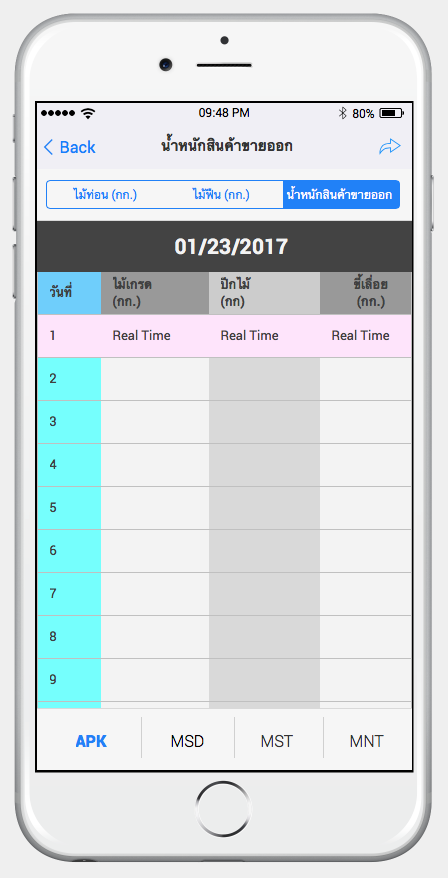 09:48 PM 80%
Back น้ำหนักสินค้าขายออก
ไม้ท่อน (กก.) ไม้ฟืน (กก.) น้ำหนักสินค้าขายออก
01/23/2017
วันที่ ไม้เกรด (กก.) ปีกไม้ (กก) ขี้เลื่อย (กก.)
1 Real Time Real Time Real Time
2
3
4
5
6
7
8
9
APK MSD MST MNT